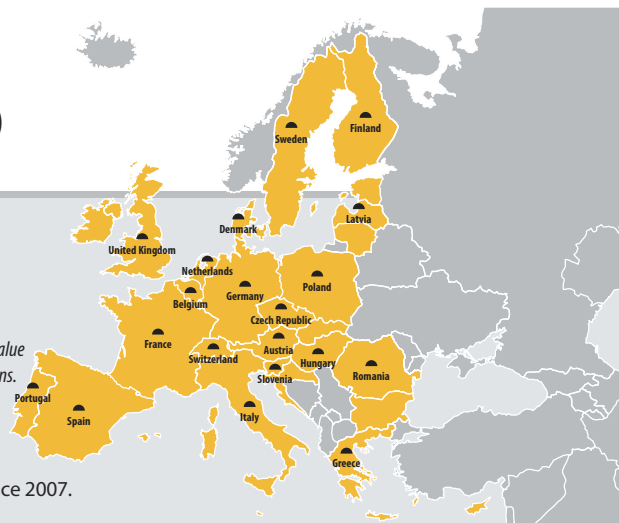 )
Finland
Sweden
Latvia
Denmark
United Kingdom
Netherlands
Poland
Germany
Belgium
Czech Republic
France
alue
Austria
Switzerland
Hungary
ns.
Romania
Slovenia
Portugal
Spain
Italy
Greece
ce 2007.